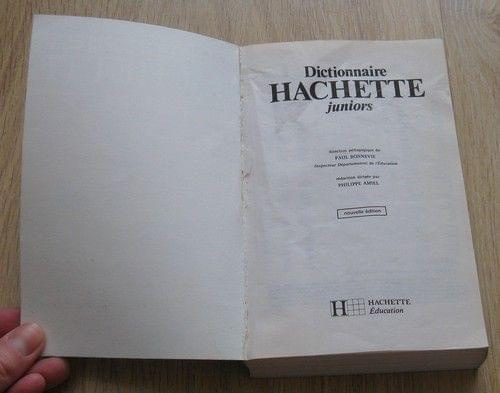 Dictionnaire
HACHETTE
juniors
direction pédagogique de
PAUL BONNEVIE
Inspecteur Départemental de l'Éducation
rédaction dirigée par
PHILIPPE AMIEL
nouvelle édition
H HACHETTE
Éducation